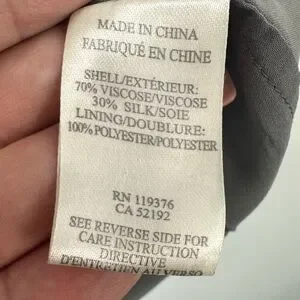 MADE IN CHINA
FABRIQUÉ EN CHINE
SHELL/EXTÉRIEUR:
70% VISCOSE/VISCOSE
30% SILK/SOIE
LINING/DOUBLURE:
100% POLYESTER/POLYESTER
RN 119376
CA 52192
SEE REVERSE SIDE FOR
CARE INSTRUCTION
DIRECTIVE
D'ENTRETIEN AU VERSO